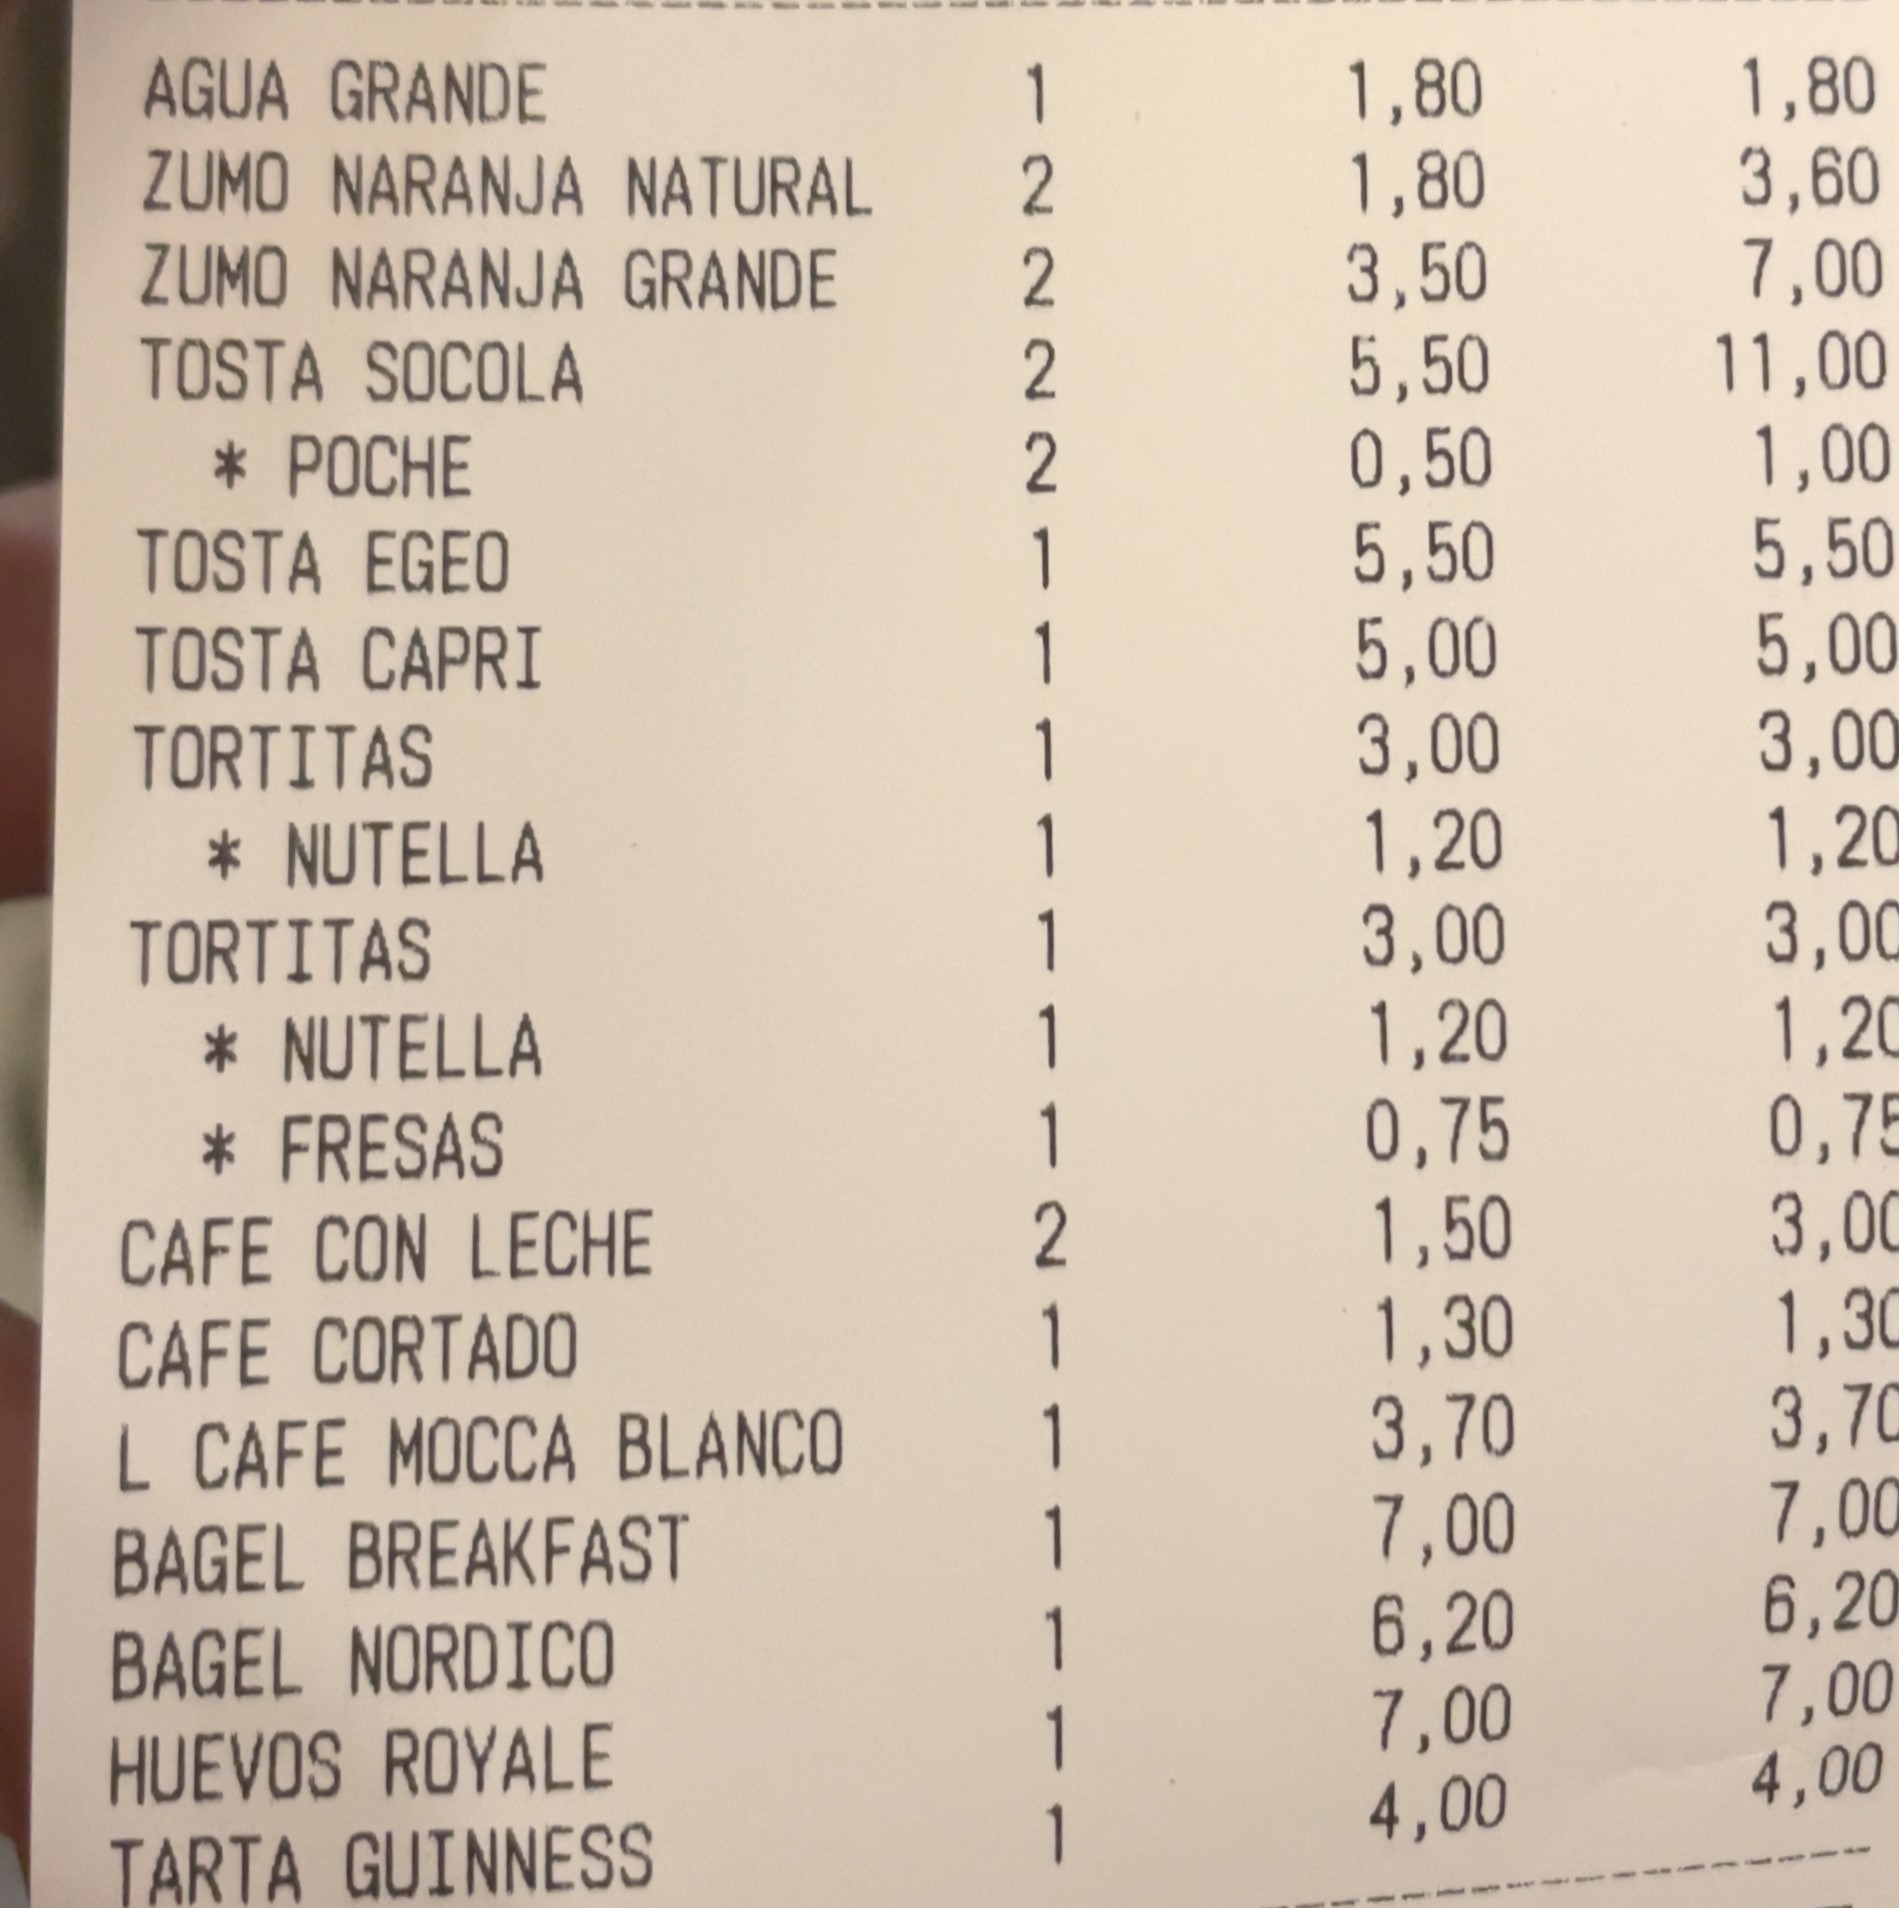 AGUA GRANDE 1 1,80 1,80
ZUMO NARANJA NATURAL 2 1,80 3,60
ZUMO NARANJA GRANDE 2 3,50 7,00
TOSTA SOCOLA 2 5,50 11,00
* POCHE 2 0,50 1,00
TOSTA EGEO 1 5,50 5,50
TOSTA CAPRI 1 5,00 5,00
TORTITAS 1 3,00 3,00
* NUTELLA 1 1,20 1,20
TORTITAS 1 3,00 3,00
* NUTELLA 1 1,20 1,20
* FRESAS 1 0,75 0,75
CAFE CON LECHE 2 1,50 3,00
CAFE CORTADO 1 1,30 1,30
L CAFE MOCCA BLANCO 1 3,70 3,70
BAGEL BREAKFAST 1 7,00 7,00
BAGEL NORDICO 1 6,20 6,20
HUEVOS ROYALE 1 7,00 7,00
TARTA GUINNESS 1 4,00 4,00